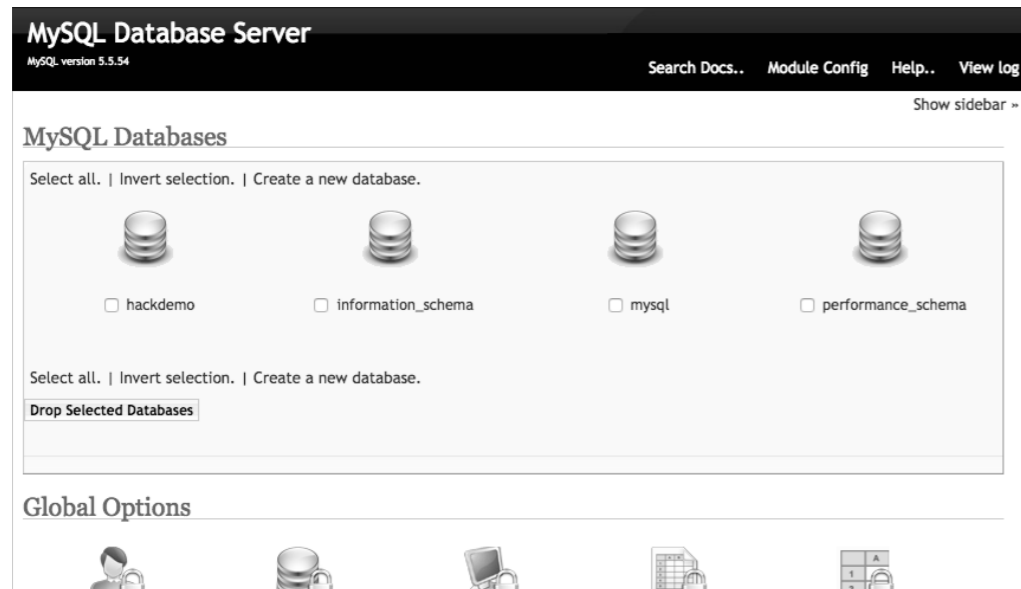 MySQL Database Server
MySQL version 5.5.54
Search Docs.. Module Config Help.. View log
Show sidebar »
MySQL Databases
Select all. | Invert selection. | Create a new database.
hackdemo information_schema mysql performance_schema
Select all. | Invert selection. | Create a new database.
Drop Selected Databases
Global Options
A
1